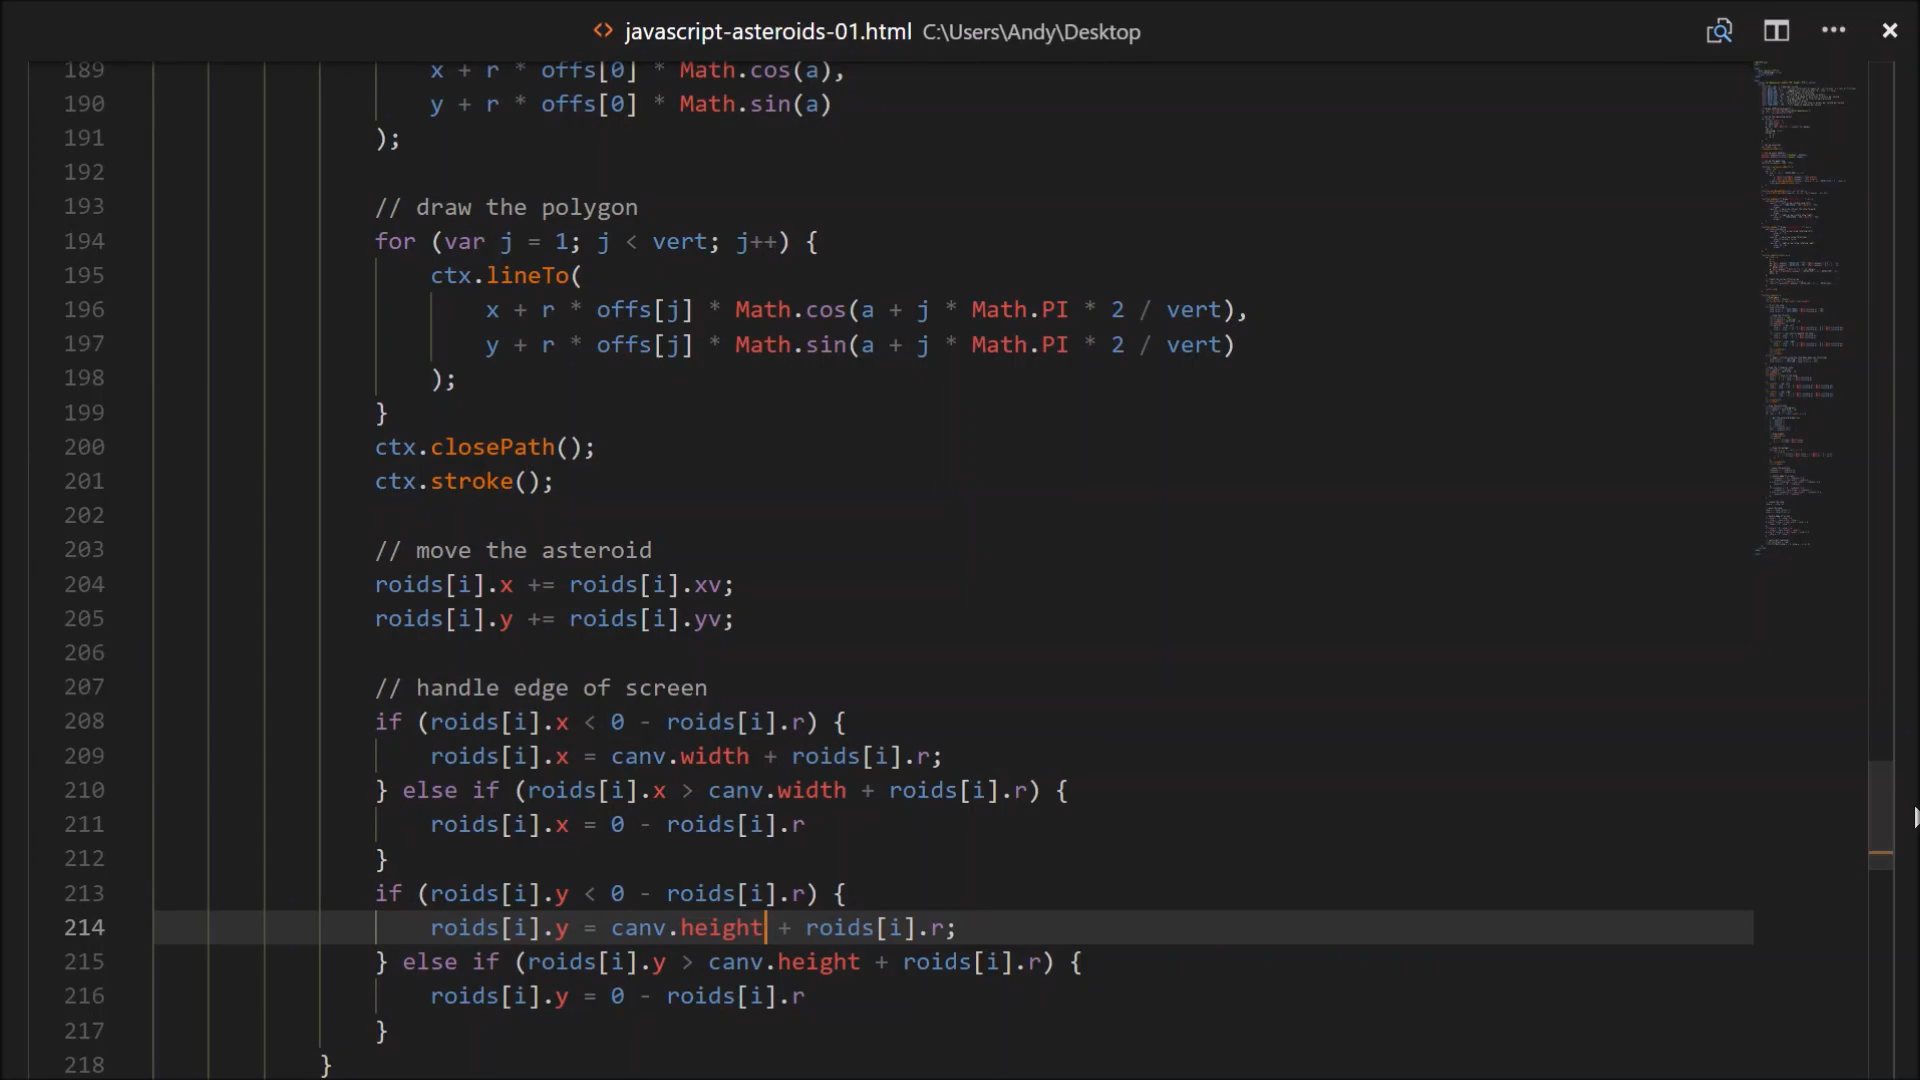 <> javascript-asteroids-01.html C:\Users\Andy\Desktop
189 x + r * offs[0] * Math.cos(a),
190 y + r * offs[0] * Math.sin(a)
191 );
192
193 // draw the polygon
194 for (var j = 1; j < vert; j++) {
195 ctx.lineTo(
196 x + r * offs[j] * Math.cos(a + j * Math.PI * 2 / vert),
197 y + r * offs[j] * Math.sin(a + j * Math.PI * 2 / vert)
198 );
199 }
200 ctx.closePath();
201 ctx.stroke();
202
203 // move the asteroid
204 roids[i].x += roids[i].xv;
205 roids[i].y += roids[i].yv;
206
207 // handle edge of screen
208 if (roids[i].x < 0 - roids[i].r) {
209 roids[i].x = canv.width + roids[i].r;
210 } else if (roids[i].x > canv.width + roids[i].r) {
211 roids[i].x = 0 - roids[i].r
212 }
213 if (roids[i].y < 0 - roids[i].r) {
214 roids[i].y = canv.height + roids[i].r;
215 } else if (roids[i].y > canv.height + roids[i].r) {
216 roids[i].y = 0 - roids[i].r
217 }
218 }